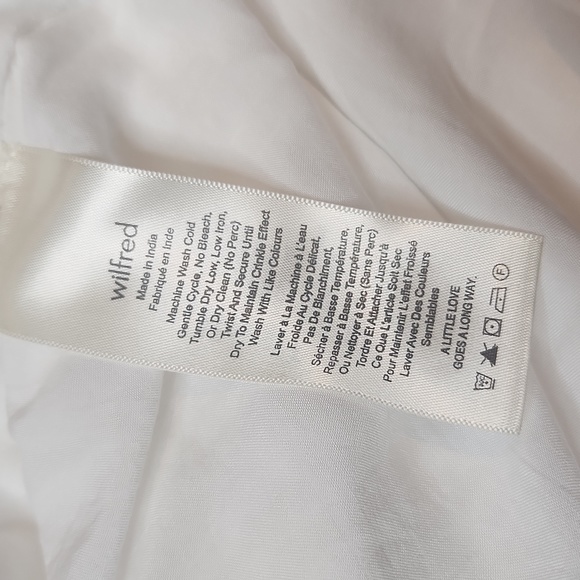 wilfred
Made in India
Fabriqué en Inde
Machine Wash Cold
Gentle Cycle, No Bleach,
Tumble Dry Low, Low Iron,
Or Dry Clean (No Perc)
Twist And Secure Until
Dry To Maintain Crinkle Effect
Wash With Like Colours
Laver à La Machine à L'eau
Froide Au Cycle Délicat,
Pas De Blanchiment,
Sécher à Basse Température,
Repasser à Basse Température,
Ou Nettoyer à Sec (Sans Perc)
Tordre Et Attacher Jusqu'à
Ce Que L'article Soit Sec
Pour Maintenir L'effet Froissé
Laver Avec Des Couleurs
Semblables
A LITTLE LOVE
GOES A LONG WAY.
F